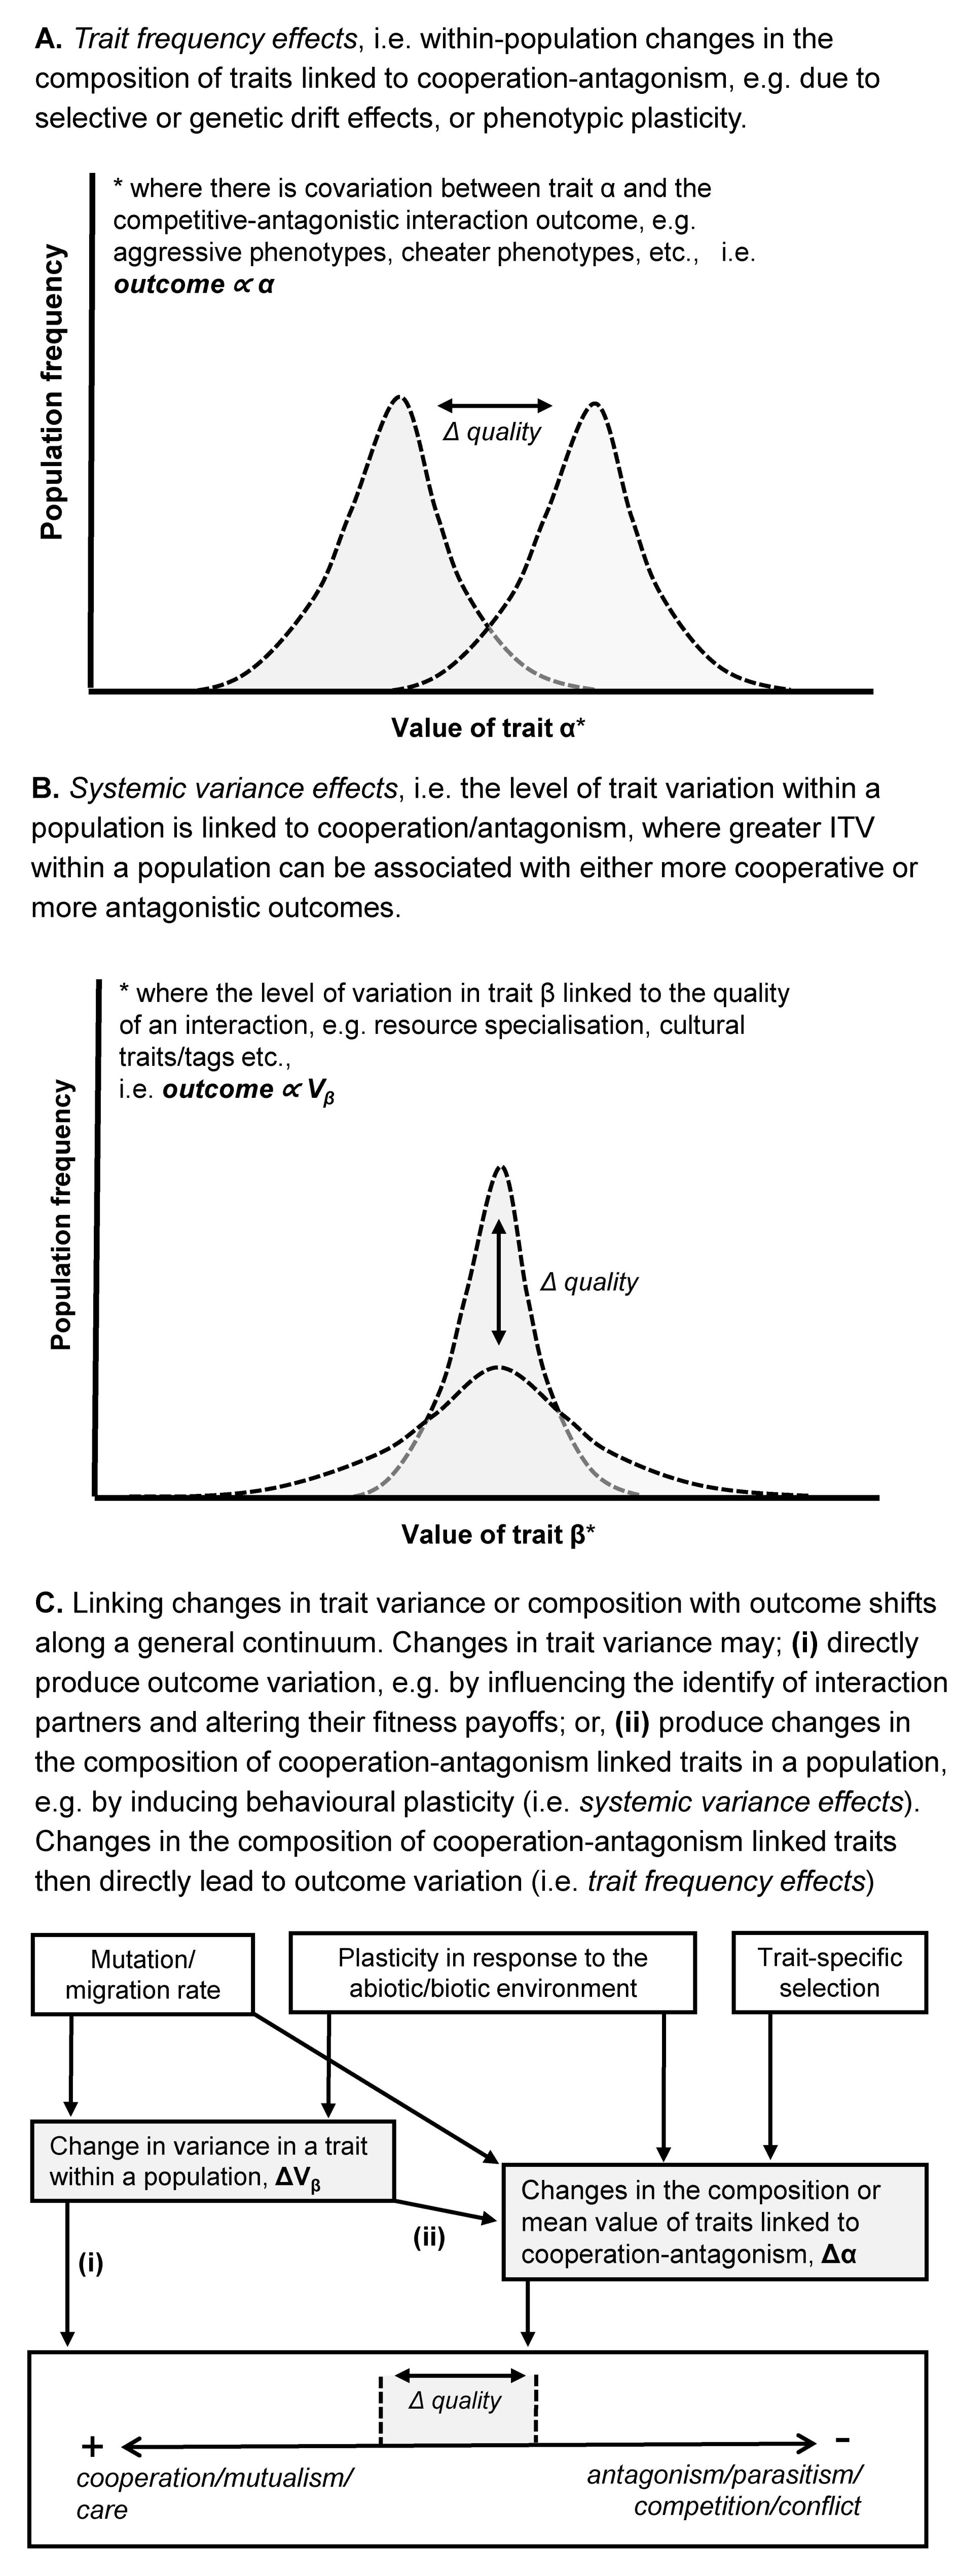 A. Trait frequency effects, i.e. within-population changes in the
composition of traits linked to cooperation-antagonism, e.g. due to
selective or genetic drift effects, or phenotypic plasticity.
* where there is covariation between trait α and the
competitive-antagonistic interaction outcome, e.g.
aggressive phenotypes, cheater phenotypes, etc., i.e.
outcome ∝ α
Population frequency
Δ quality
Value of trait α*
B. Systemic variance effects, i.e. the level of trait variation within a
population is linked to cooperation/antagonism, where greater ITV
within a population can be associated with either more cooperative or
more antagonistic outcomes.
* where the level of variation in trait β linked to the quality
of an interaction, e.g. resource specialisation, cultural
traits/tags etc.,
i.e. outcome ∝ Vβ
Population frequency
Δ quality
Value of trait β*
C. Linking changes in trait variance or composition with outcome shifts
along a general continuum. Changes in trait variance may; (i) directly
produce outcome variation, e.g. by influencing the identify of interaction
partners and altering their fitness payoffs; or, (ii) produce changes in
the composition of cooperation-antagonism linked traits in a population,
e.g. by inducing behavioural plasticity (i.e. systemic variance effects).
Changes in the composition of cooperation-antagonism linked traits
then directly lead to outcome variation (i.e. trait frequency effects)
Mutation/
migration rate
Plasticity in response to the
abiotic/biotic environment
Trait-specific
selection
Change in variance in a trait
within a population, ΔVβ
Changes in the composition or
mean value of traits linked to
cooperation-antagonism, Δα
(i)
(ii)
Δ quality
+
-
cooperation/mutualism/
care
antagonism/parasitism/
competition/conflict